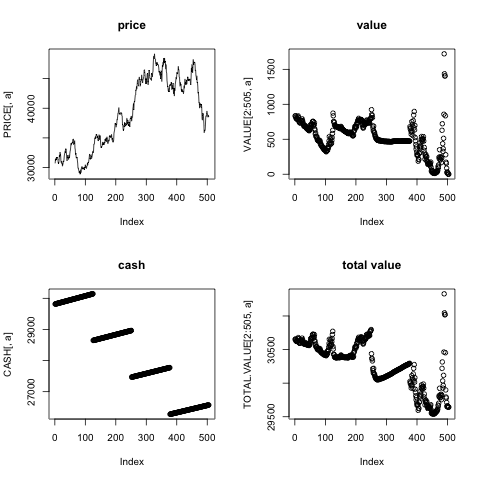 price
PRICE[, a]
30000
40000
0
100
200
300
400
500
Index
value
VALUE[2:505, a]
0
500
1000
1500
0
100
200
300
400
500
Index
cash
CASH[, a]
27000
29000
0
100
200
300
400
500
Index
total value
TOTAL.VALUE[2:505, a]
29500
30500
0
100
200
300
400
500
Index